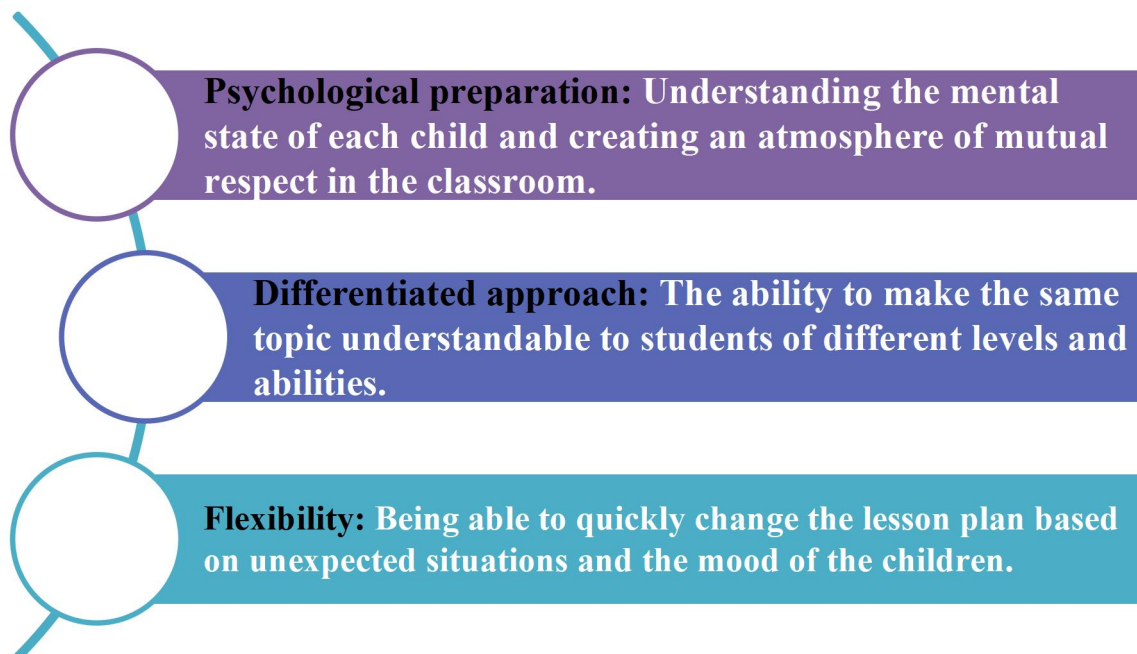 Psychological preparation: Understanding the mental
state of each child and creating an atmosphere of mutual
respect in the classroom.
Differentiated approach: The ability to make the same
topic understandable to students of different levels and
abilities.
Flexibility: Being able to quickly change the lesson plan based
on unexpected situations and the mood of the children.